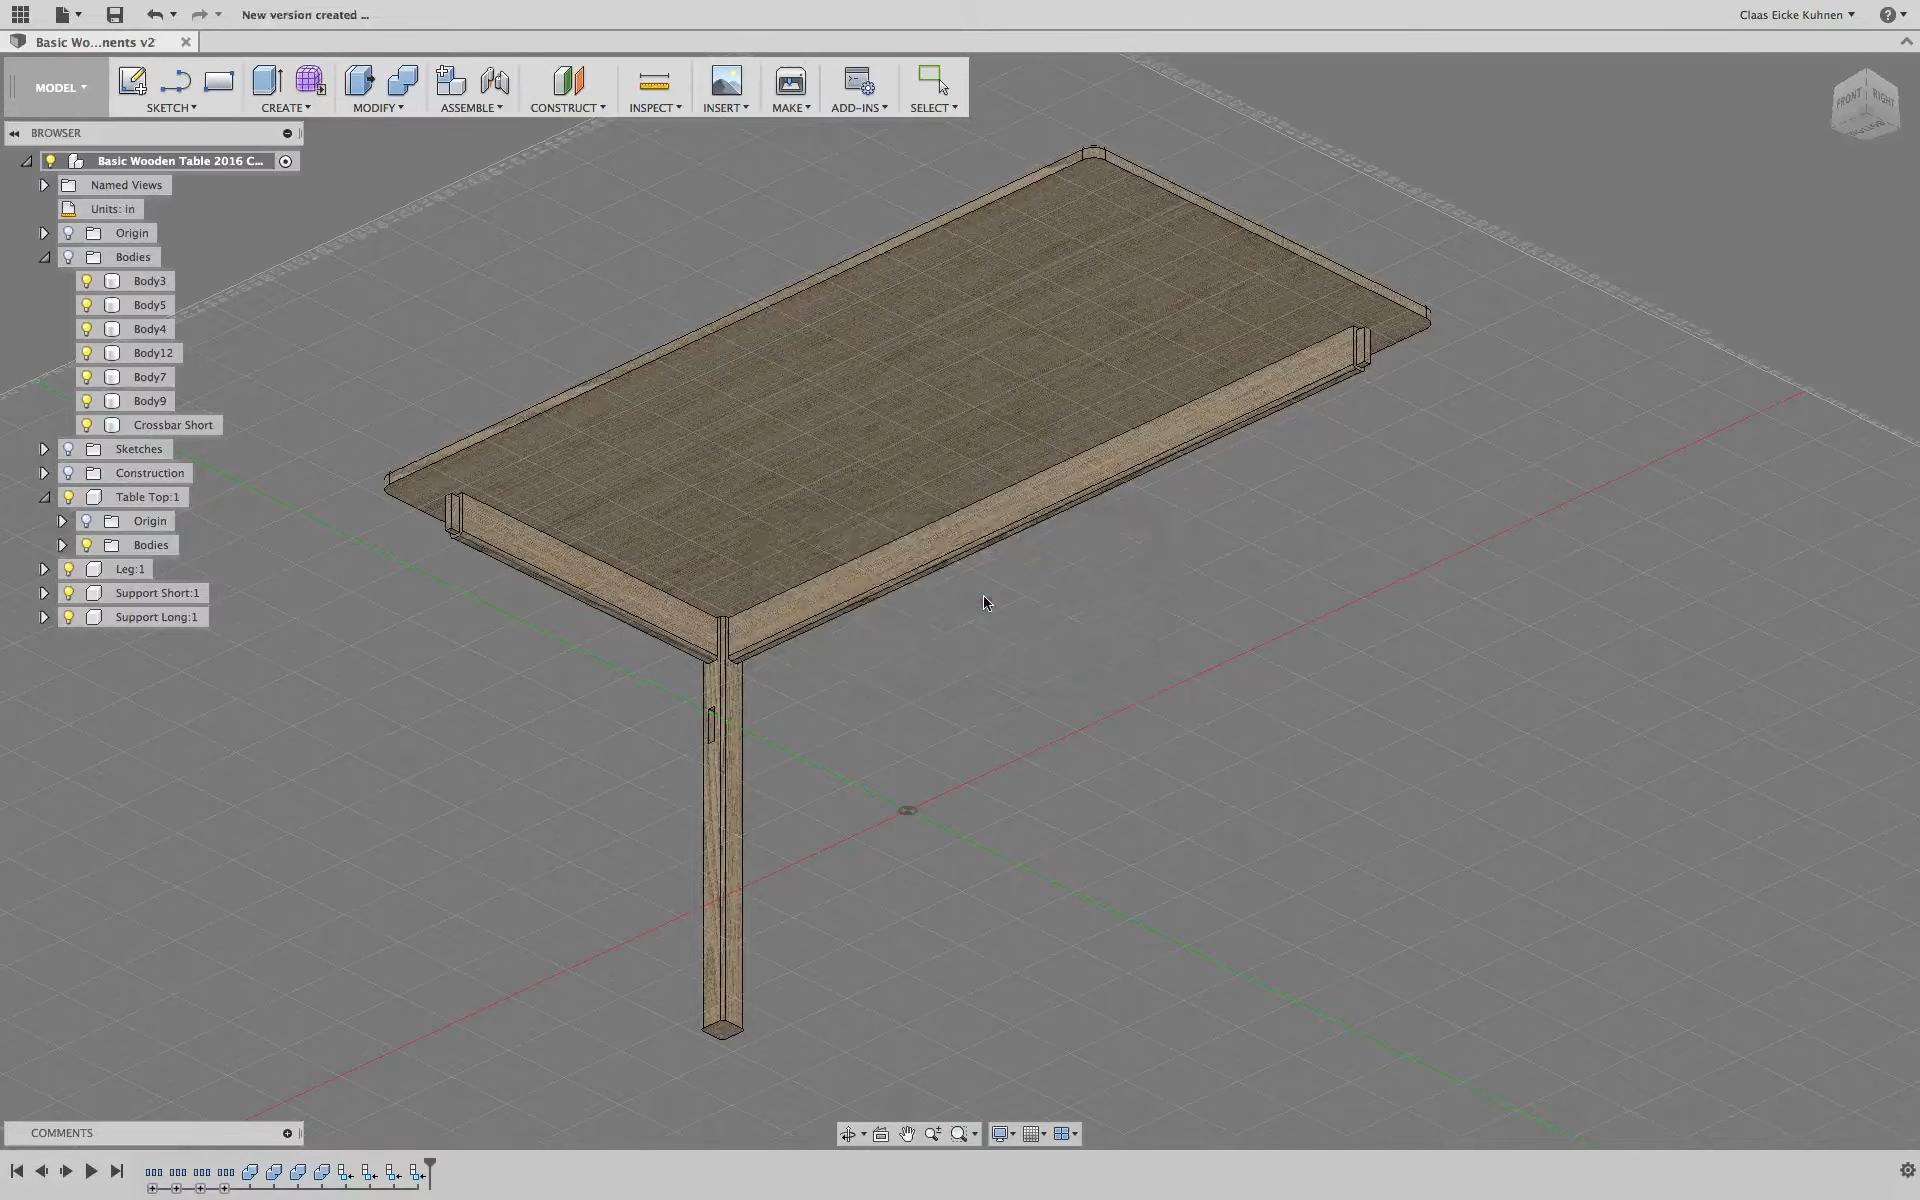 New version created ...
Claas Eicke Kuhnen
Basic Wo...nents v2
MODEL
SKETCH
CREATE
MODIFY
ASSEMBLE
CONSTRUCT
INSPECT
INSERT
MAKE
ADD-INS
SELECT
FRONT
RIGHT
BROWSER
Basic Wooden Table 2016 C...
Named Views
Units: in
Origin
Bodies
Body3
Body5
Body4
Body12
Body7
Body9
Crossbar Short
Sketches
Construction
Table Top:1
Origin
Bodies
Leg:1
Support Short:1
Support Long:1
COMMENTS